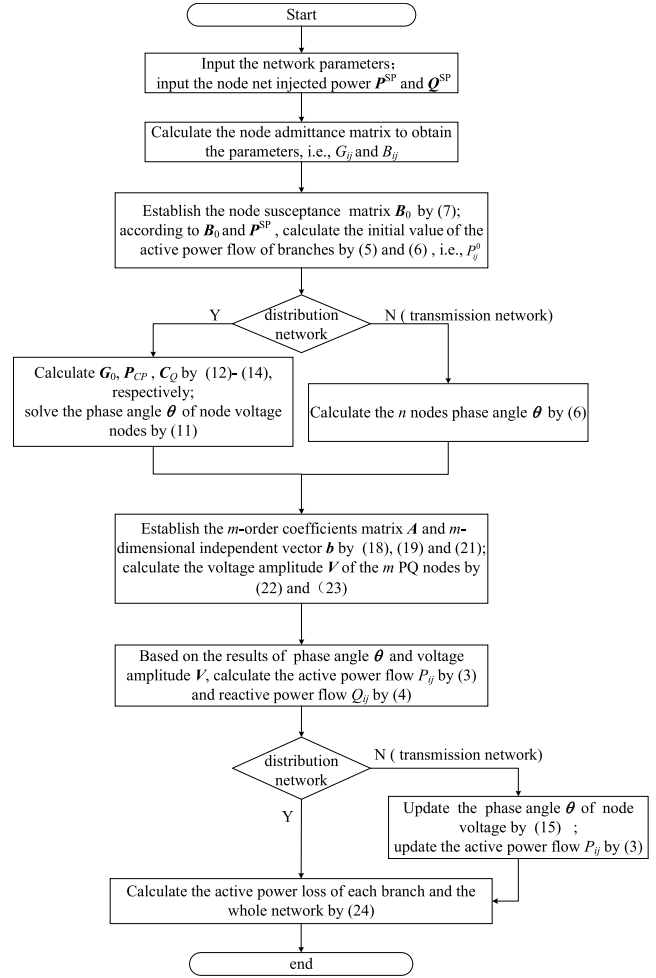 Start
Input the network parameters;
input the node net injected power P^SP and Q^SP
Calculate the node admittance matrix to obtain
the parameters, i.e., G_ij and B_ij
Establish the node susceptance matrix B_0 by (7);
according to B_0 and P^SP , calculate the initial value of the
active power flow of branches by (5) and (6) , i.e., P_ij^0
distribution
network
Y
N ( transmission network)
Calculate G_0, P_CP , C_Q by (12)- (14),
respectively;
solve the phase angle θ of node voltage
nodes by (11)
Calculate the n nodes phase angle θ by (6)
Establish the m-order coefficients matrix A and m-
dimensional independent vector b by (18), (19) and (21);
calculate the voltage amplitude V of the m PQ nodes by
(22) and（23)
Based on the results of phase angle θ and voltage
amplitude V, calculate the active power flow P_ij by (3)
and reactive power flow Q_ij by (4)
distribution
network
N ( transmission network)
Y
Update the phase angle θ of node
voltage by (15) ;
update the active power flow P_ij by (3)
Calculate the active power loss of each branch and the
whole network by (24)
end